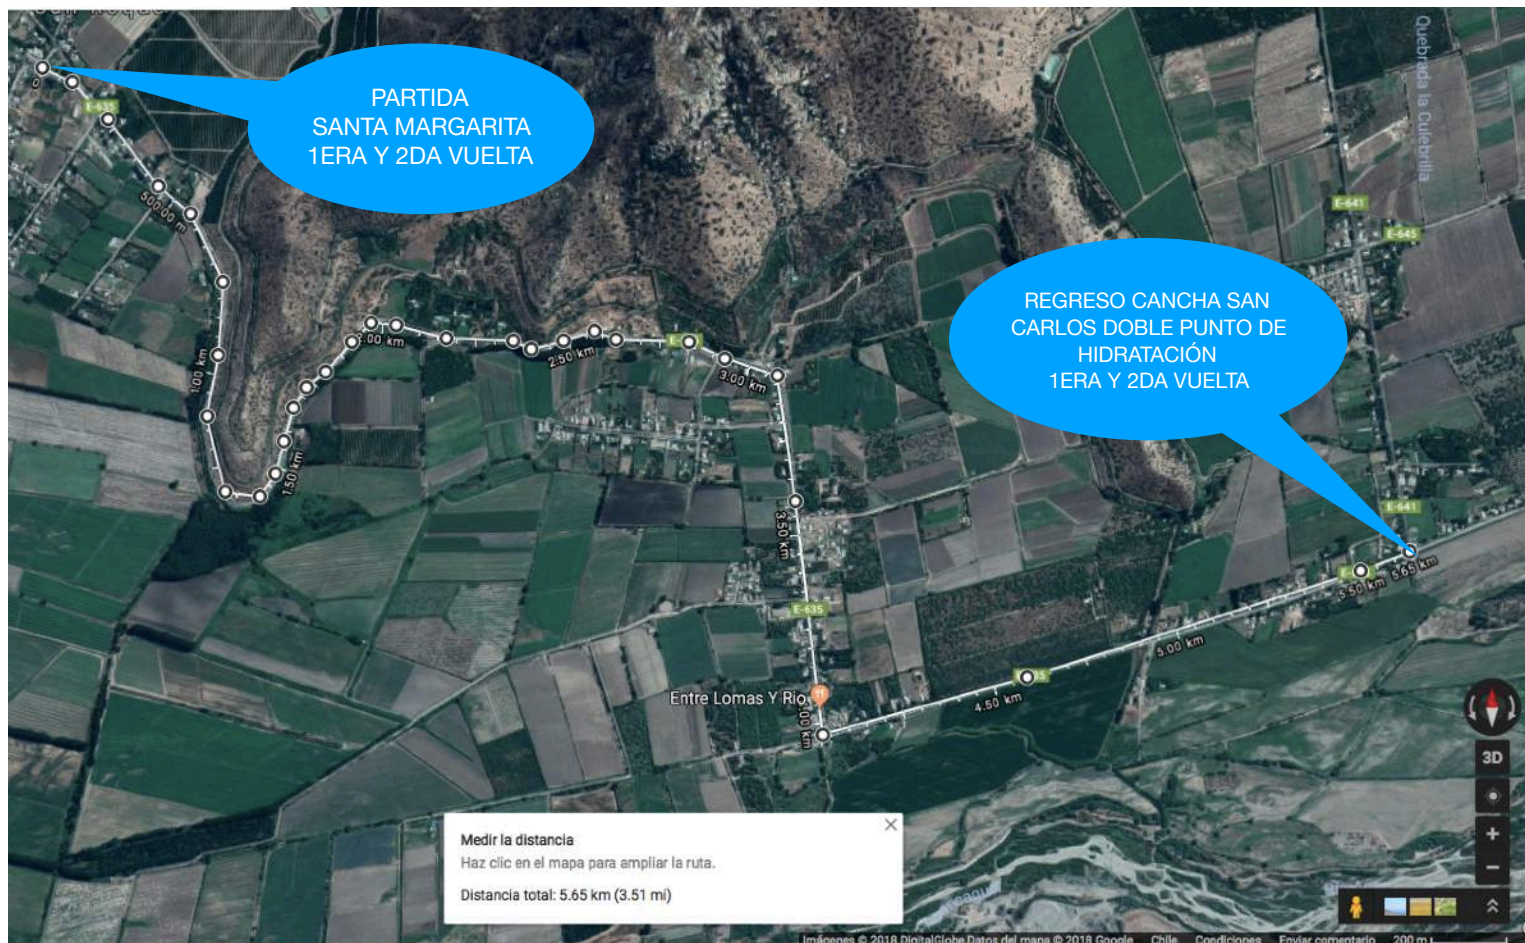 0
E-635
PARTIDA
SANTA MARGARITA
1ERA Y 2DA VUELTA
500.00 m
1.00 km
1.50 km
2.00 km
2.50 km
3.00 km
3.50 km
E-635
Entre Lomas Y Rio
4.50 km
5.00 km
5.50 km
5.65 km
Quebrada la Culebrilla
E-641
E-645
REGRESO CANCHA SAN
CARLOS DOBLE PUNTO DE
HIDRATACIÓN
1ERA Y 2DA VUELTA
E-641
3D
Medir la distancia
Haz clic en el mapa para ampliar la ruta.
Distancia total: 5.65 km (3.51 mi)
Imágenes © 2018 DigitalGlobe, Datos del mapa © 2018 Google Chile Condiciones Enviar comentario 200 m